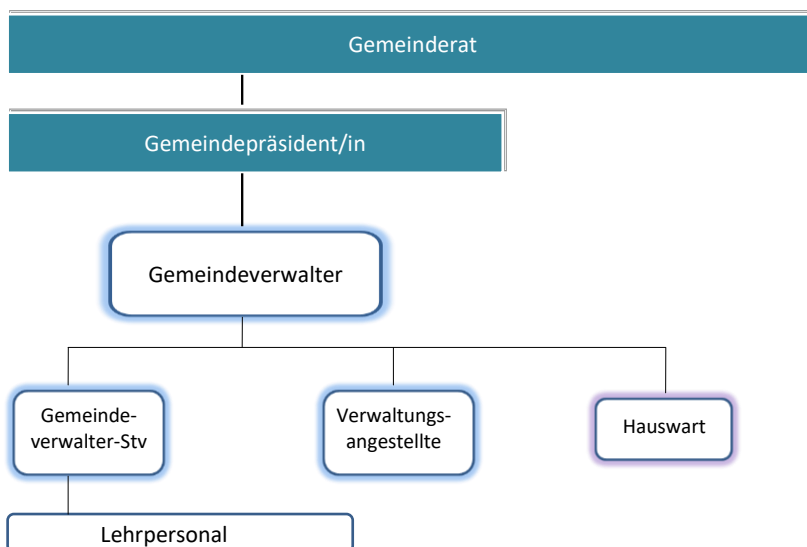 Gemeinderat
Gemeindepräsident/in
Gemeindeverwalter
Gemeinde-
verwalter-Stv
Verwaltungs-
angestellte
Hauswart
Lehrpersonal